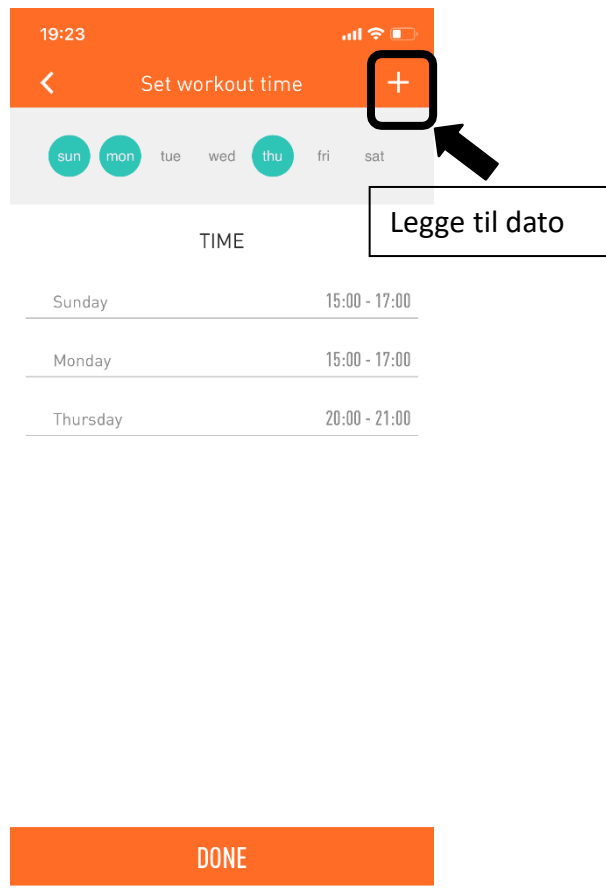 19:23
Set workout time +
sun mon tue wed thu fri sat
Legge til dato
TIME
Sunday 15:00 - 17:00
Monday 15:00 - 17:00
Thursday 20:00 - 21:00
DONE